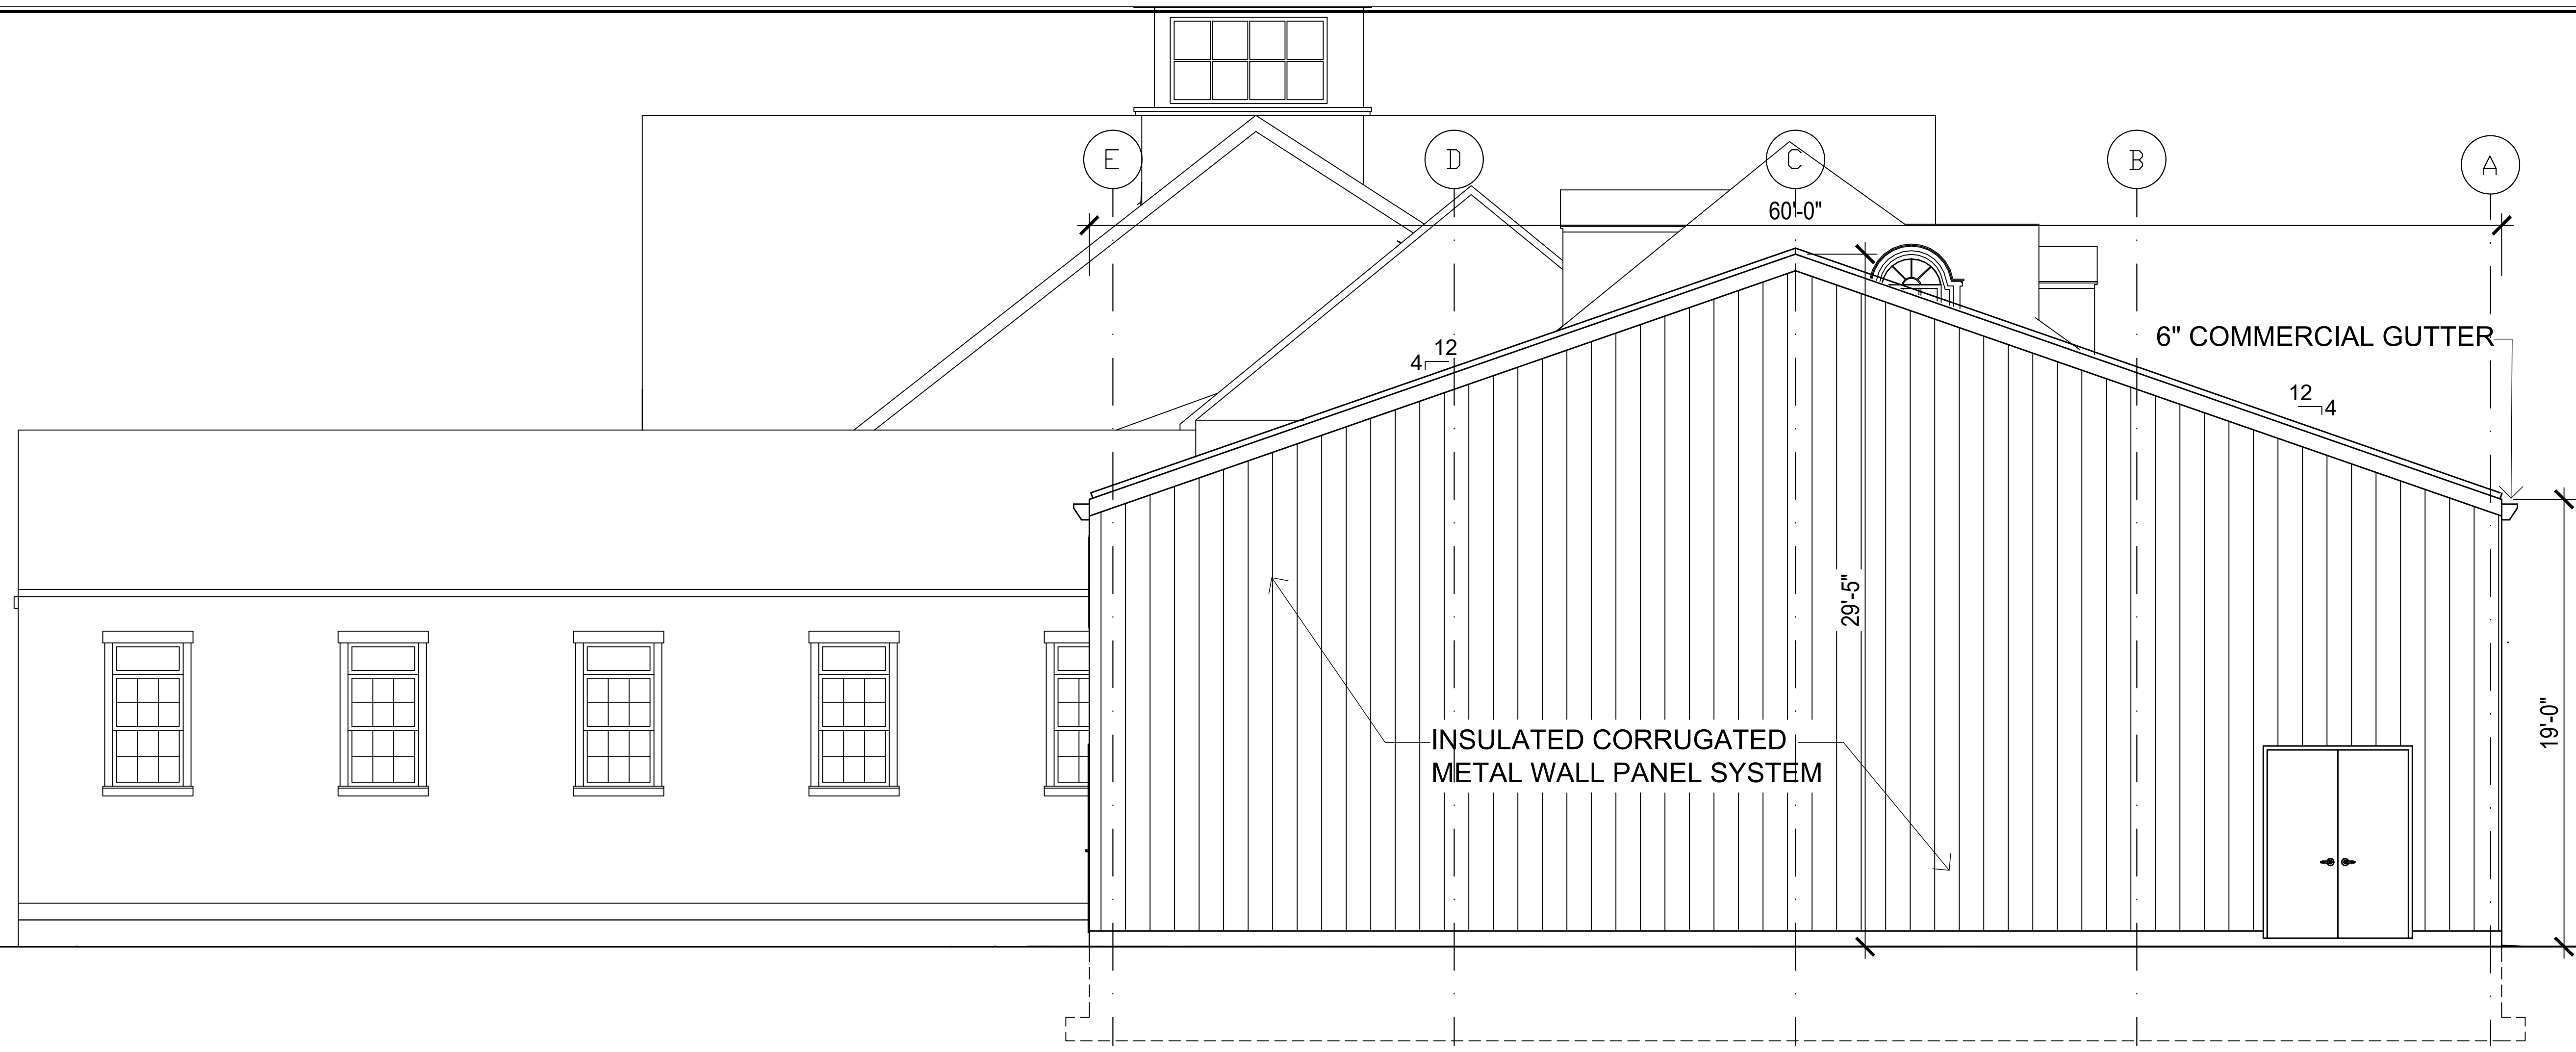 E
D
C
B
A
60'-0"
6" COMMERCIAL GUTTER
12
4
12
4
29'-5"
19'-0"
INSULATED CORRUGATED
METAL WALL PANEL SYSTEM